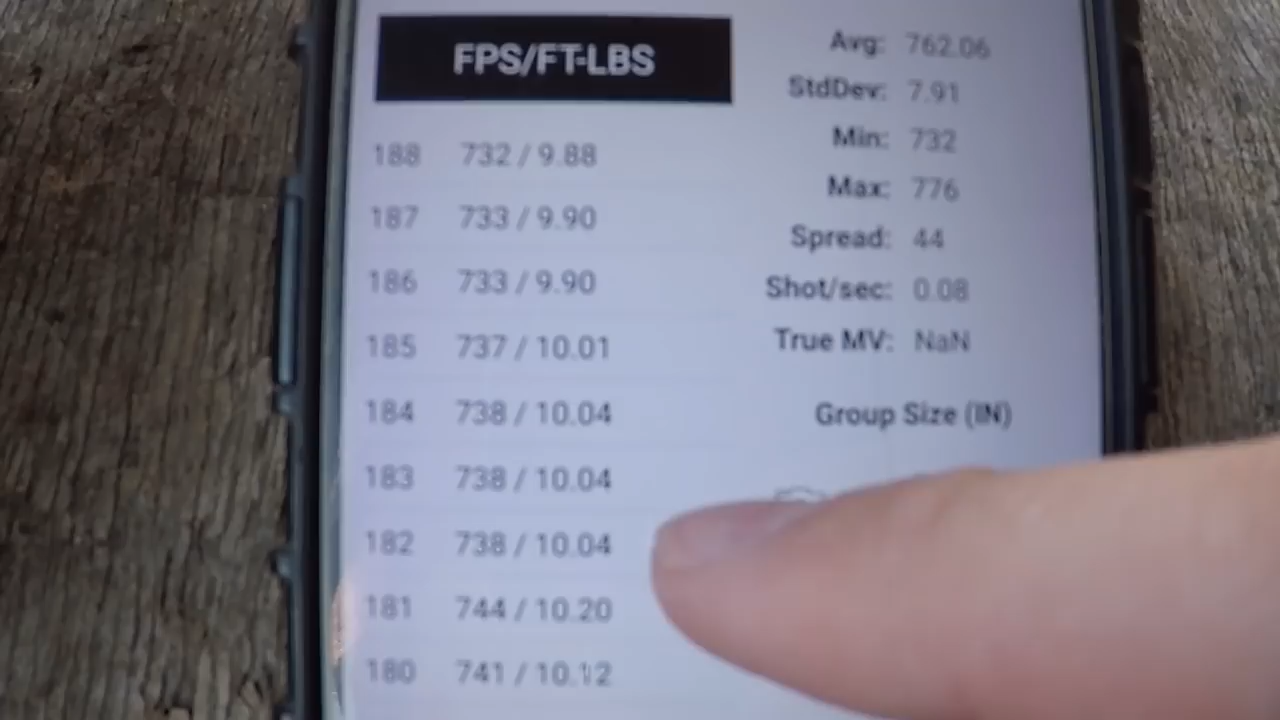 FPS/FT-LBS
188 732 / 9.88
187 733 / 9.90
186 733 / 9.90
185 737 / 10.01
184 738 / 10.04
183 738 / 10.04
182 738 / 10.04
181 744 / 10.20
180 741 / 10.12
Avg: 762.06
StdDev: 7.91
Min: 732
Max: 776
Spread: 44
Shot/sec: 0.08
True MV: NaN
Group Size (IN)